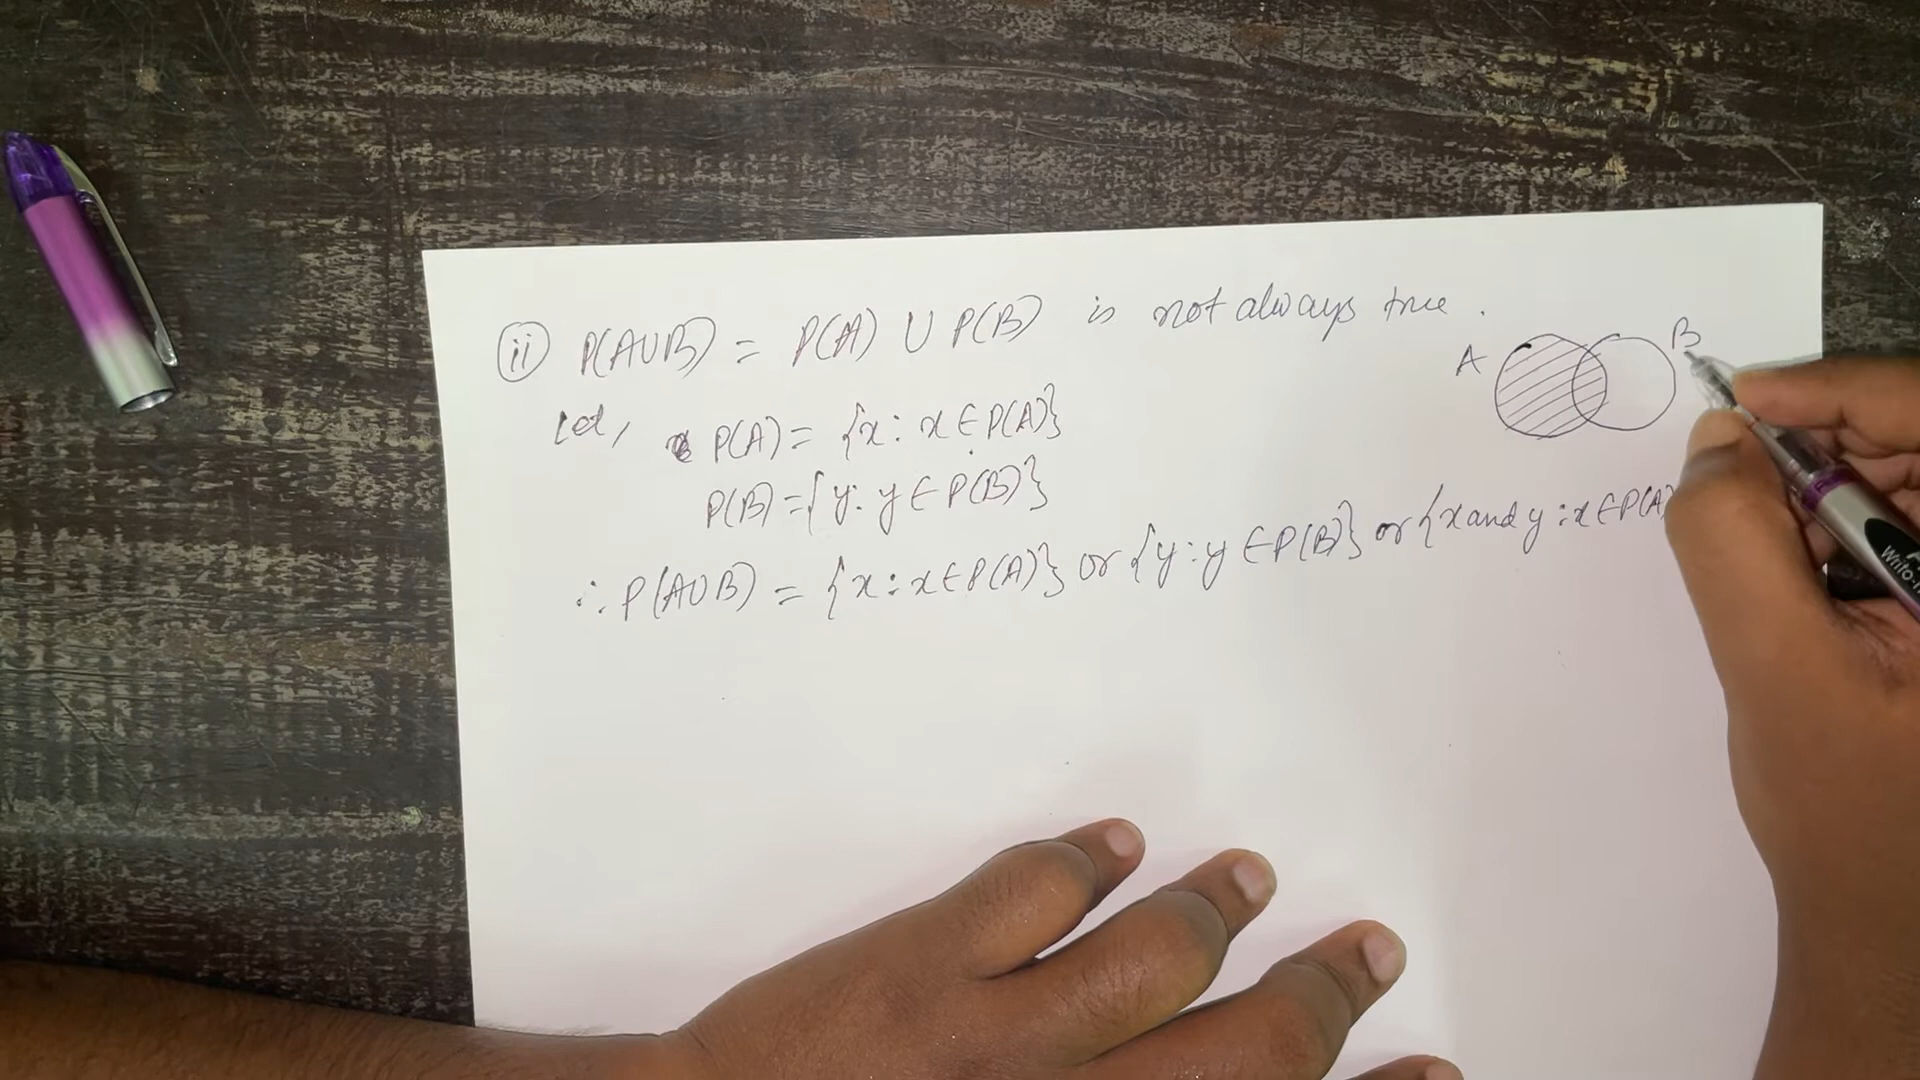 (ii) P(A∪B) = P(A) ∪ P(B) is not always true.
A B
Let, P(A) = {x : x ∈ P(A)}
P(B) = {y : y ∈ P(B)}
∴ P(A∪B) = {x : x ∈ P(A)} or {y : y ∈ P(B)} or {x and y : x ∈ P(A)